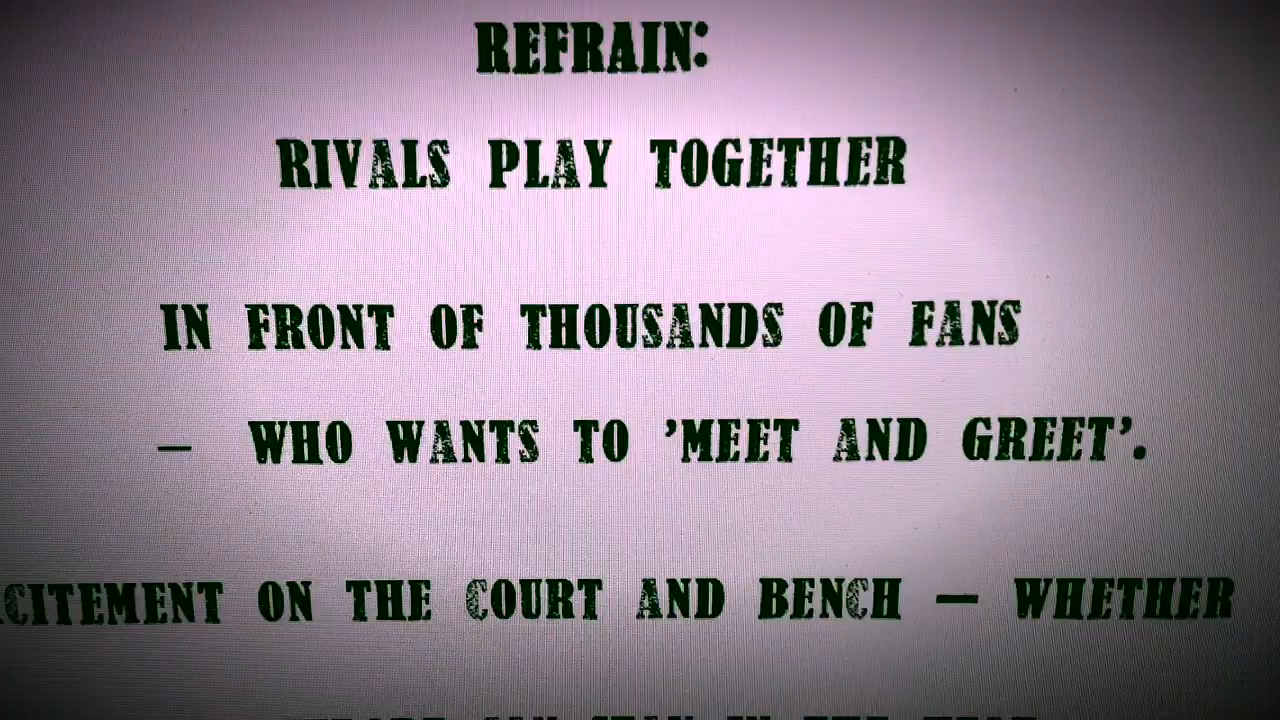 REFRAIN:
RIVALS PLAY TOGETHER
IN FRONT OF THOUSANDS OF FANS
— WHO WANTS TO 'MEET AND GREET'.
CITEMENT ON THE COURT AND BENCH — WHETHER